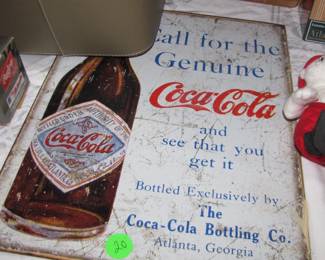 Call for the
Genuine
Coca-Cola
and
see that you
get it
Bottled Exclusively by
The
Coca-Cola Bottling Co.
Atlanta, Georgia
Coca-Cola
20